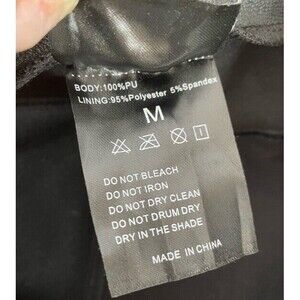 BODY:100%PU
LINING:95%Polyester 5%Spandex
M
DO NOT BLEACH
DO NOT IRON
DO NOT DRY CLEAN
DO NOT DRUM DRY
DRY IN THE SHADE
MADE IN CHINA